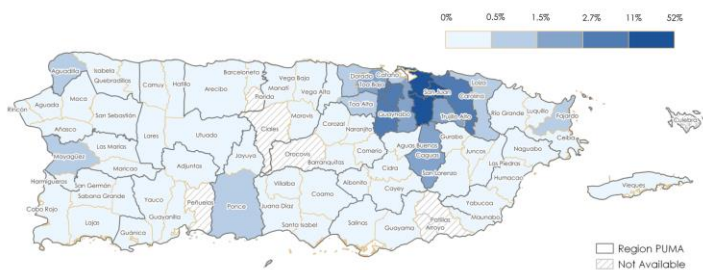 0% 0.5% 1.5% 2.7% 11% 52%
Aguadilla
Isabela
Quebradillas
Camuy
Hatillo
Arecibo
Barceloneta
Florida
Manatí
Vega Baja
Vega Alta
Dorado
Toa Baja
Cataño
Toa Alta
San Juan
Guaynabo
Carolina
Trujillo Alto
Loíza
Río Grande
Luquillo
Fajardo
Ceiba
Culebra
Rincón
Aguada
Moca
San Sebastián
Añasco
Las Marías
Lares
Utuado
Ciales
Morovis
Corozal
Naranjito
Orocovis
Barranquitas
Comerío
Aguas Buenas
Caguas
Gurabo
Juncas
San Lorenzo
Las Piedras
Naguabo
Humacao
Mayagüez
Maricao
Adjuntas
Jayuya
Hormigueros
San Germán
Cabo Rojo
Sabana Grande
Lajas
Guánica
Yauco
Guayanilla
Peñuelas
Ponce
Villalba
Juana Díaz
Coamo
Santa Isabel
Aibonito
Cidra
Cayey
Salinas
Guayama
Patillas
Arroyo
Yabucoa
Maunabo
Vieques
Region PUMA
Not Available